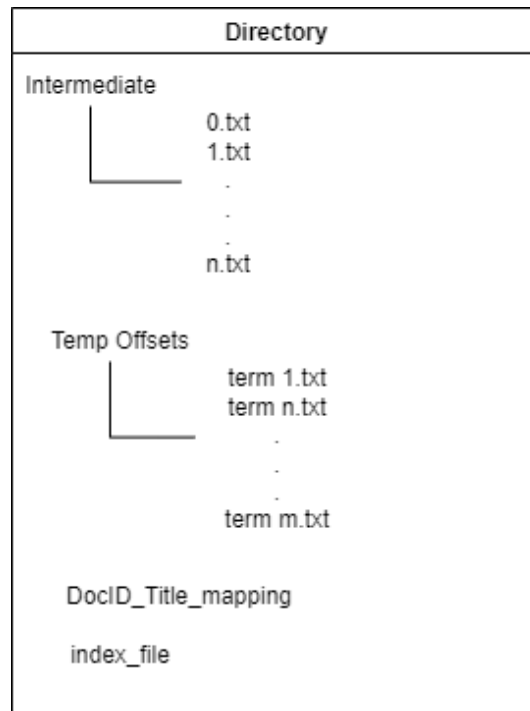 Directory
Intermediate
0.txt
1.txt
.
.
.
n.txt
Temp Offsets
term 1.txt
term n.txt
.
.
.
term m.txt
DocID_Title_mapping
index_file